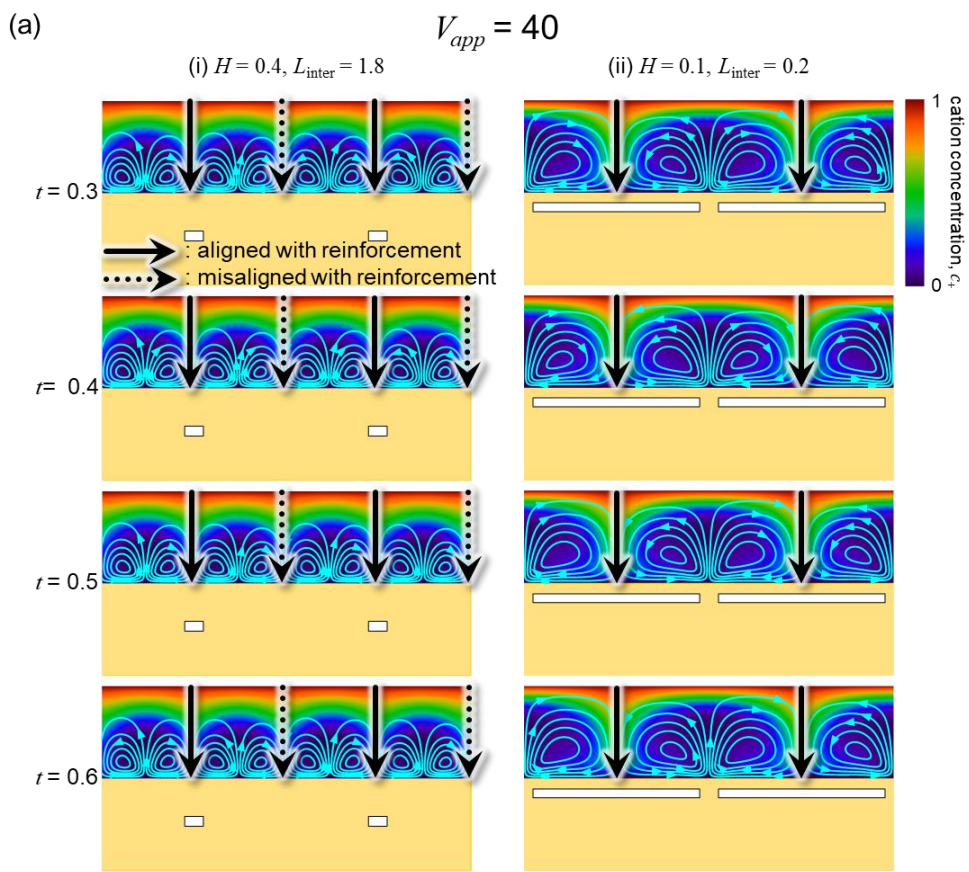 (a)
V_app = 40
(i) H = 0.4, L_inter = 1.8
(ii) H = 0.1, L_inter = 0.2
1
cation concentration, c_+
0
t = 0.3
: aligned with reinforcement
: misaligned with reinforcement
t= 0.4
t = 0.5
t = 0.6